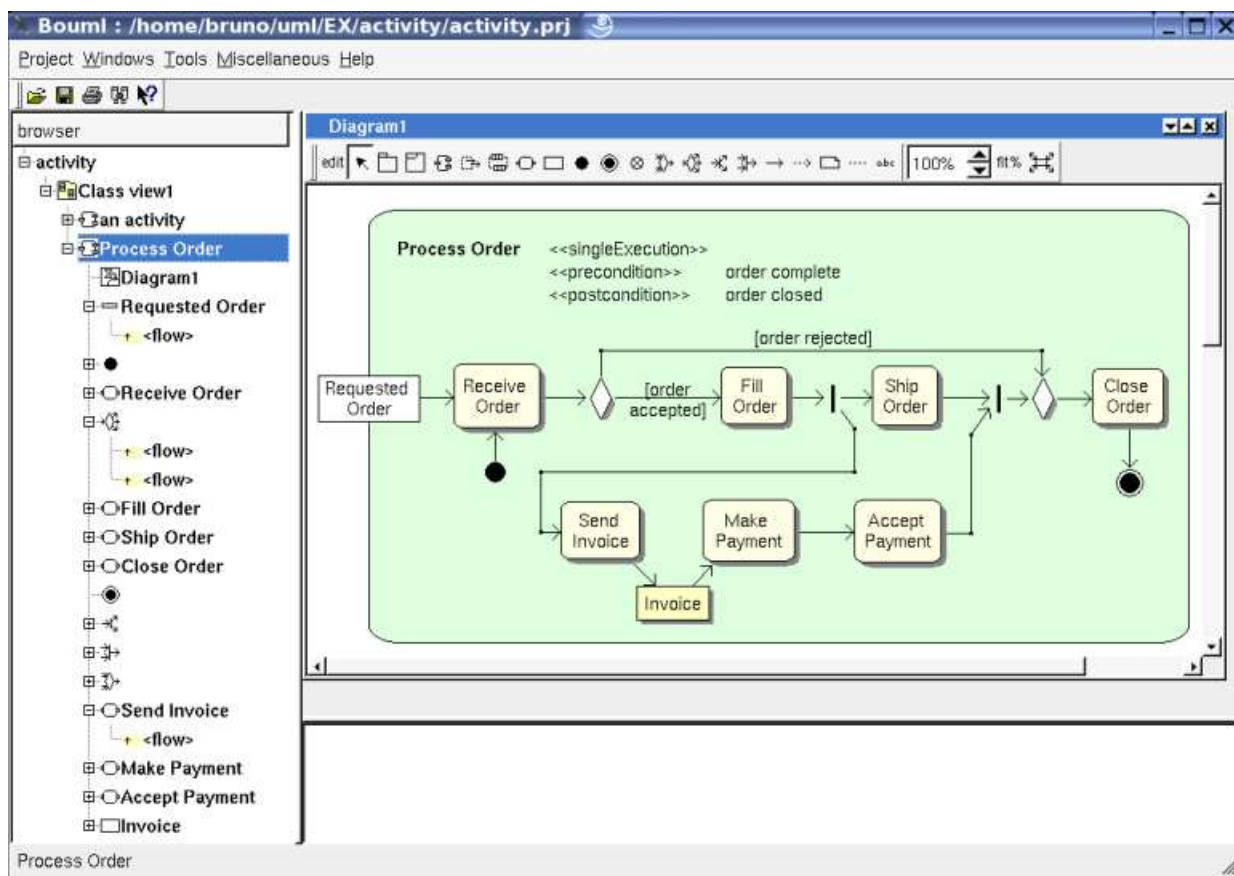 Bouml : /home/bruno/uml/EX/activity/activity.prj
Project Windows Tools Miscellaneous Help
browser
activity
Class view1
an activity
Process Order
Diagram1
Requested Order
<flow>
Receive Order
<flow>
<flow>
Fill Order
Ship Order
Close Order
Send Invoice
<flow>
Make Payment
Accept Payment
Invoice
Diagram1
edit abc 100% fit%
Process Order <<singleExecution>>
<<precondition>> order complete
<<postcondition>> order closed
[order rejected]
Requested
Order
Receive
Order
[order
accepted]
Fill
Order
Ship
Order
Close
Order
Send
Invoice
Make
Payment
Accept
Payment
Invoice
Process Order